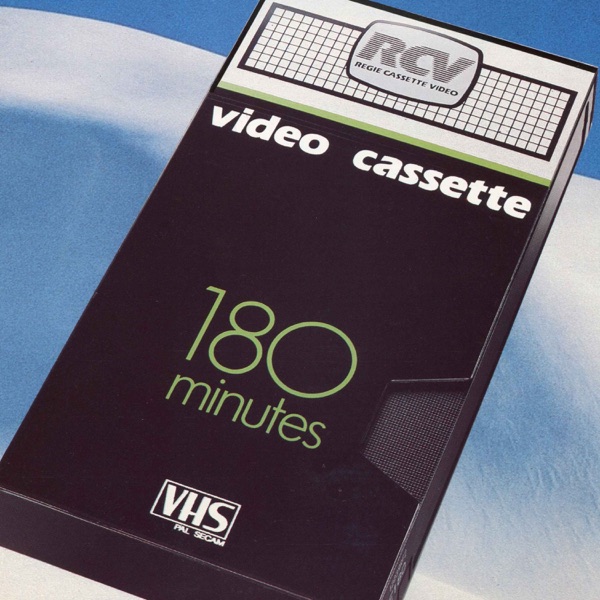 RCV
REGIE CASSETTE VIDEO
video cassette
180
minutes
VHS
PAL SECAM